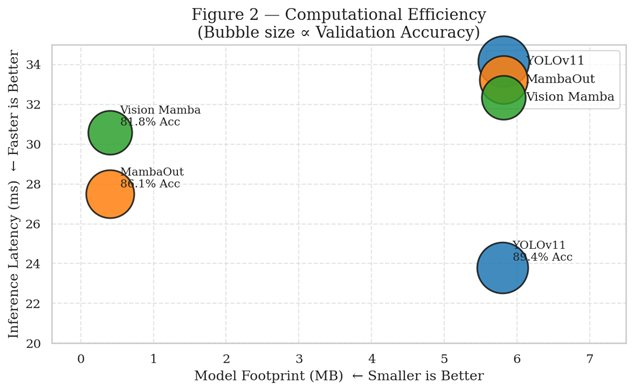 Figure 2 — Computational Efficiency
(Bubble size ∝ Validation Accuracy)
Inference Latency (ms) ← Faster is Better
34
32
30
28
26
24
22
20
YOLOv11
MambaOut
Vision Mamba
Vision Mamba
81.8% Acc
MambaOut
86.1% Acc
YOLOv11
89.4% Acc
0 1 2 3 4 5 6 7
Model Footprint (MB) ← Smaller is Better